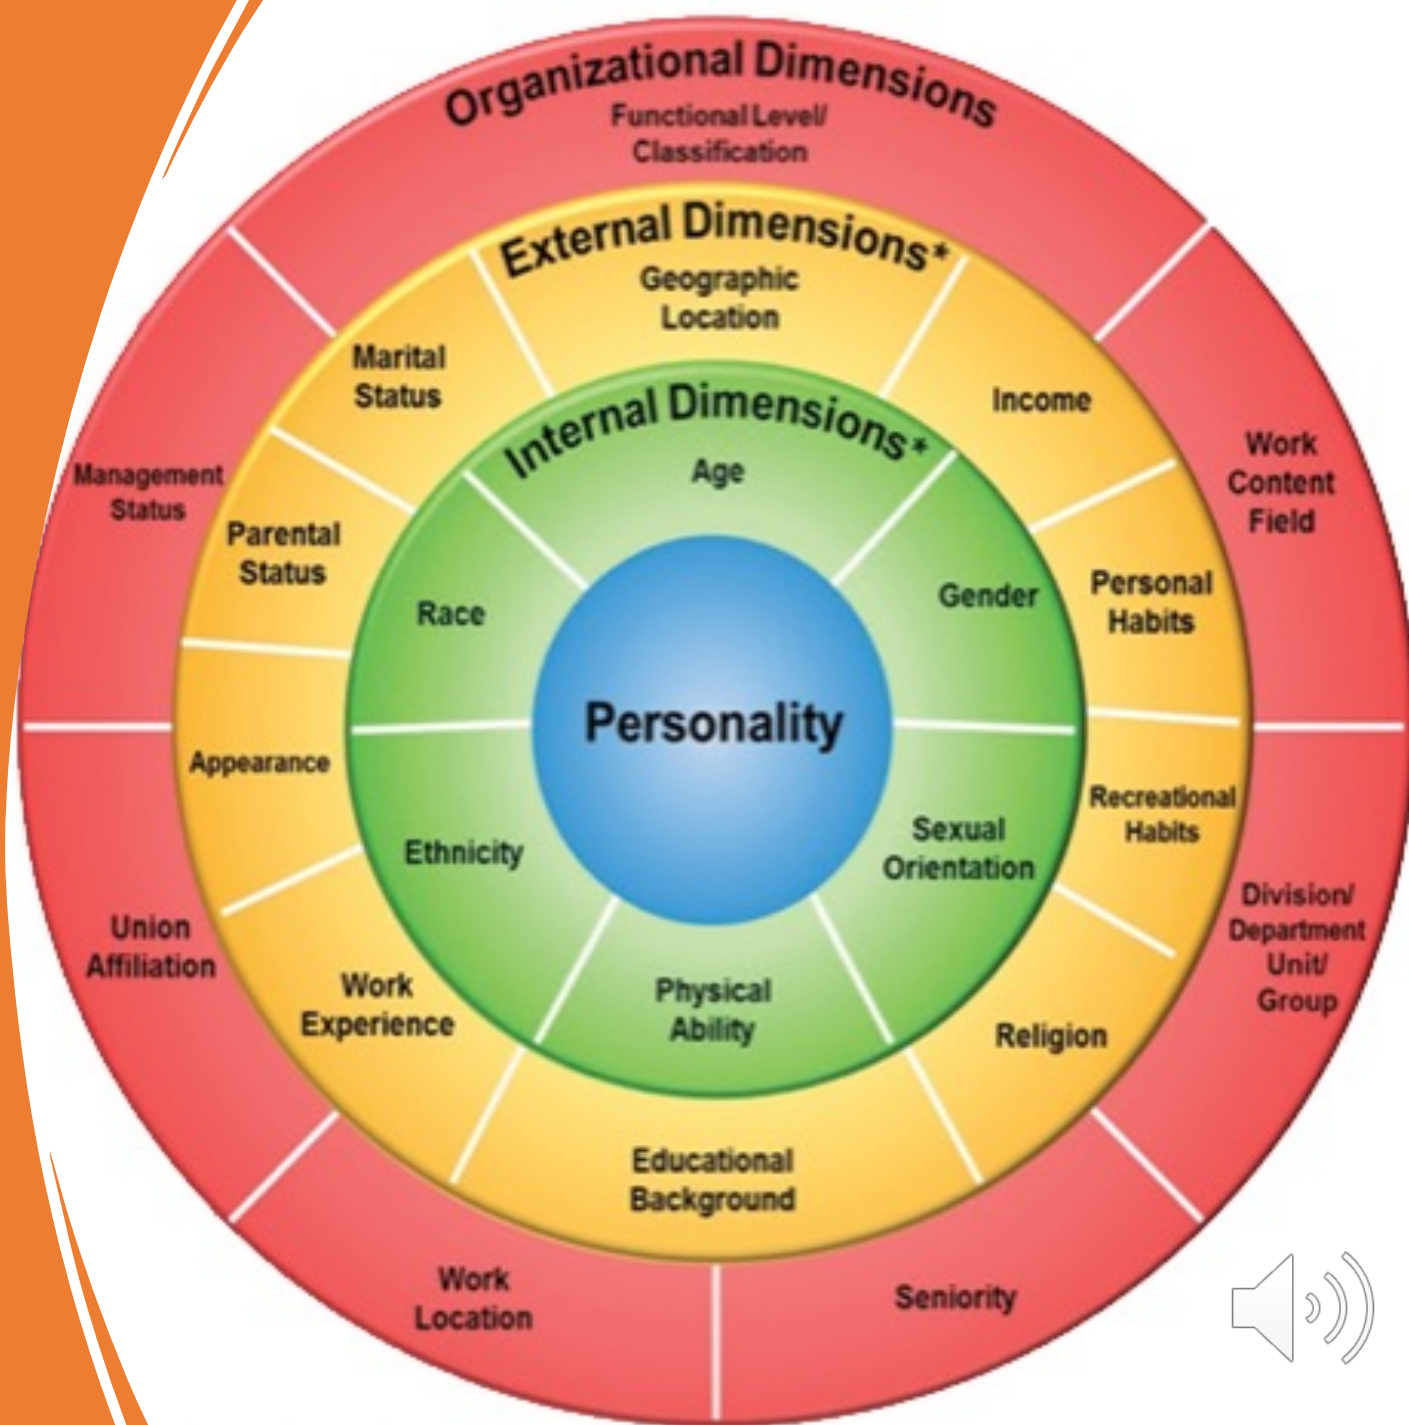 Organizational Dimensions
Functional Level/
Classification
External Dimensions*
Geographic
Location
Internal Dimensions*
Age
Marital
Status
Income
Management
Status
Work
Content
Field
Parental
Status
Personal
Habits
Race
Gender
Personality
Appearance
Recreational
Habits
Ethnicity
Sexual
Orientation
Union
Affiliation
Division/
Department
Unit/
Group
Work
Experience
Physical
Ability
Religion
Educational
Background
Work
Location
Seniority